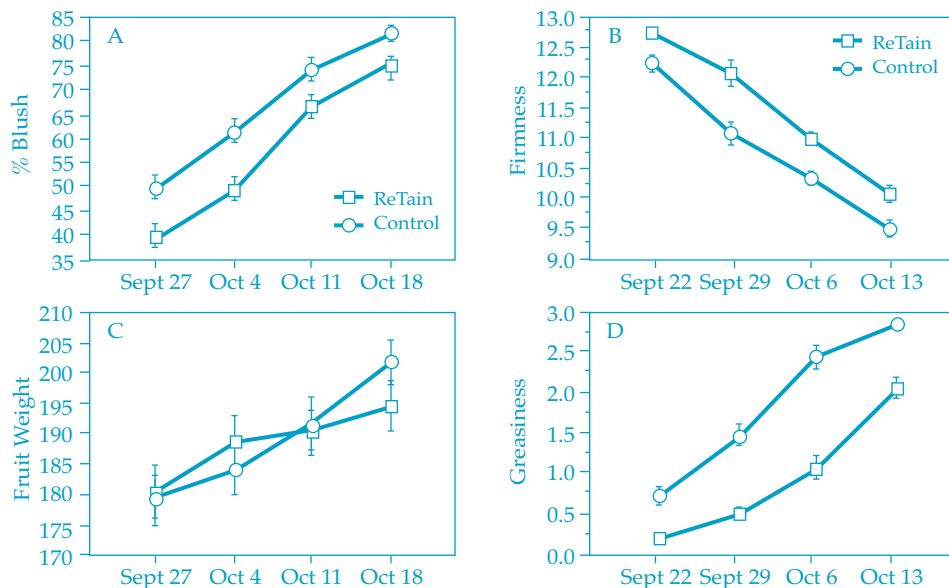 A
% Blush
85
80
75
70
65
60
55
50
45
40
35
ReTain
Control
Sept 27 Oct 4 Oct 11 Oct 18
B
Firmness
13.0
12.5
12.0
11.5
11.0
10.5
10.0
9.5
9.0
ReTain
Control
Sept 22 Sept 29 Oct 6 Oct 13
C
Fruit Weight
210
205
200
195
190
185
180
175
170
Sept 27 Oct 4 Oct 11 Oct 18
D
Greasiness
3.0
2.5
2.0
1.5
1.0
0.5
0.0
Sept 22 Sept 29 Oct 6 Oct 13